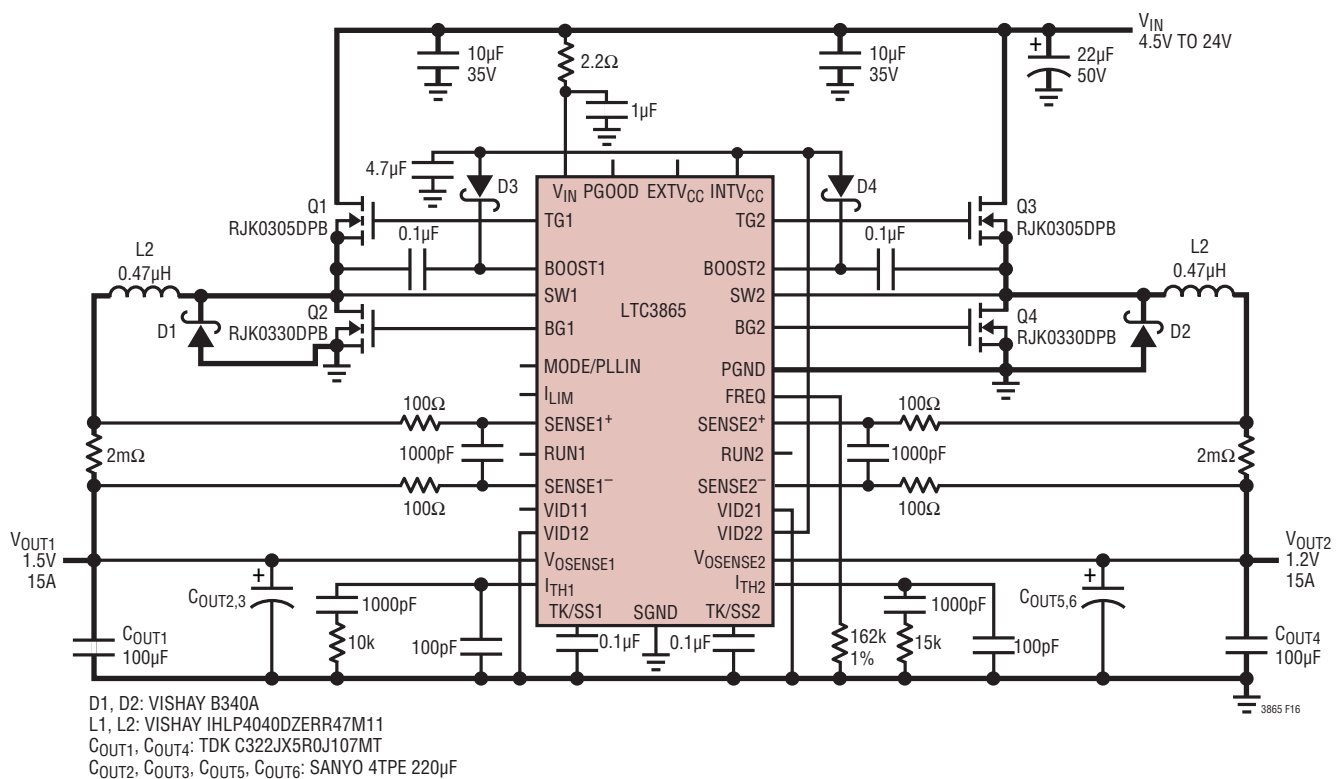 VIN
4.5V TO 24V
10µF
35V
2.2Ω
10µF
35V
22µF
50V
1µF
4.7µF
D3
VIN PGOOD EXTVCC INTVCC
D4
Q1
RJK0305DPB
TG1
TG2
Q3
RJK0305DPB
0.1µF
0.1µF
L2
0.47µH
BOOST1
BOOST2
L2
0.47µH
SW1
LTC3865
SW2
D1
Q2
RJK0330DPB
BG1
BG2
Q4
RJK0330DPB
D2
MODE/PLLIN
PGND
ILIM
FREQ
100Ω
SENSE1+
SENSE2+
100Ω
2mΩ
1000pF
RUN1
RUN2
1000pF
2mΩ
100Ω
SENSE1–
SENSE2–
100Ω
VID11
VID21
VID12
VID22
VOUT1
1.5V
15A
VOSENSE1
VOSENSE2
VOUT2
1.2V
15A
COUT2,3
ITH1
ITH2
COUT5,6
1000pF
TK/SS1 SGND TK/SS2
1000pF
COUT1
100µF
10k
100pF
0.1µF
0.1µF
162k
1%
15k
100pF
COUT4
100µF
3865 F16
D1, D2: VISHAY B340A
L1, L2: VISHAY IHLP4040DZERR47M11
COUT1, COUT4: TDK C322JX5R0J107MT
COUT2, COUT3, COUT5, COUT6: SANYO 4TPE 220µF